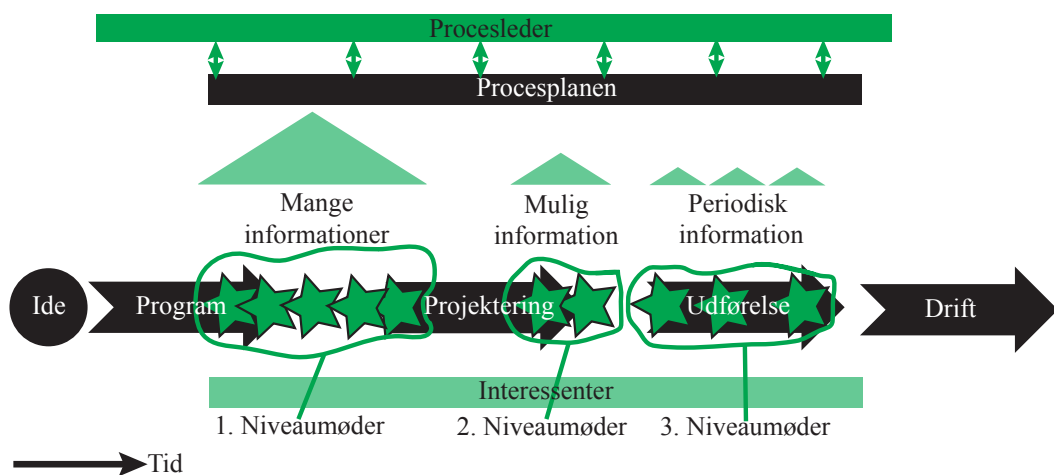 Procesleder
Procesplanen
Mange
informationer
Mulig
information
Periodisk
information
Ide
Program
Projektering
Udførelse
Drift
Interessenter
1. Niveaumøder
2. Niveaumøder
3. Niveaumøder
Tid